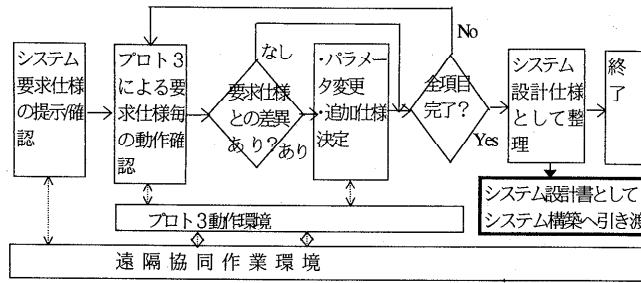 No
なし
システム
要求仕様
の提示/確
認
プロト3
による要
求仕様毎
の動作確
認
要求仕様
との差異
あり?
あり
・パラメー
タ変更
・追加仕様
決定
全項目
完了?
Yes
システム
設計仕様
として整
理
終
了
システム設計書として
システム構築へ引き渡
プロト3動作環境
遠隔協同作業環境